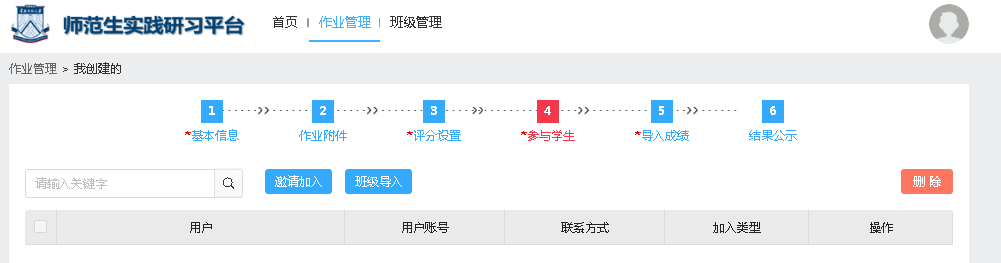 师范生实践研习平台 首页 作业管理 班级管理
作业管理 > 我创建的
1 2 3 4 5 6
*基本信息 作业附件 *评分设置 *参与学生 *导入成绩 结果公示
请输入关键字 邀请加入 班级导入 删 除
用户 用户账号 联系方式 加入类型 操作